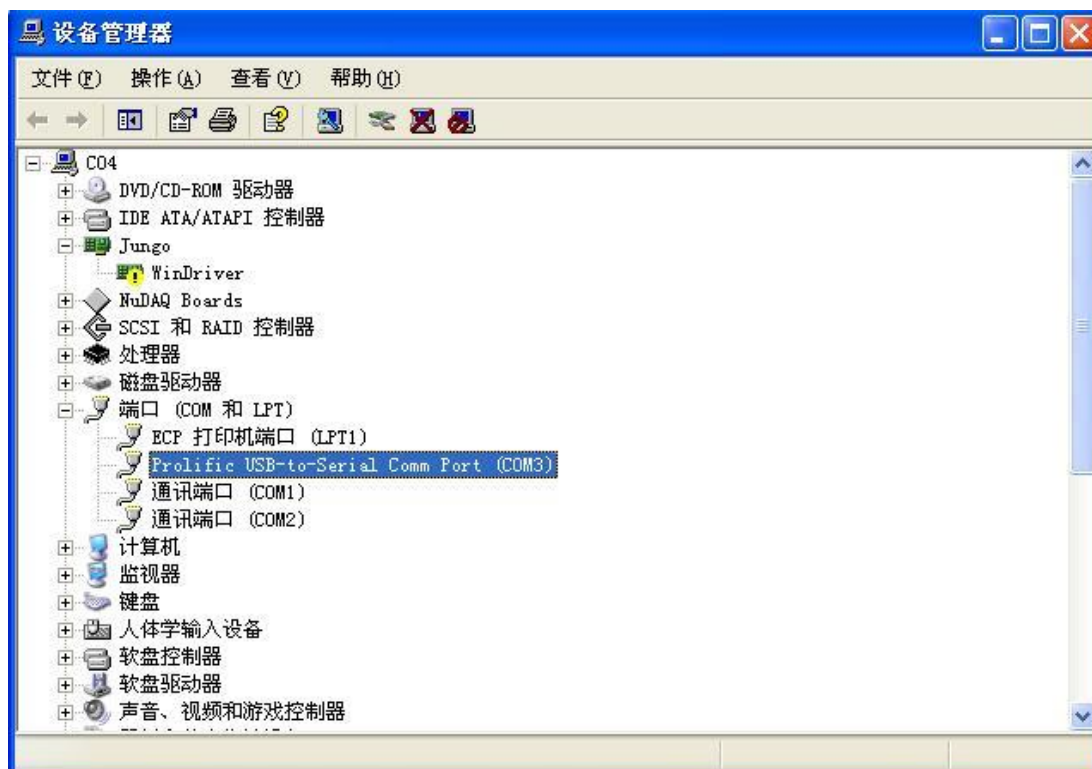 设备管理器
文件(F) 操作(A) 查看(V) 帮助(H)
CO4
DVD/CD-ROM 驱动器
IDE ATA/ATAPI 控制器
Jungo
WinDriver
NuDAQ Boards
SCSI 和 RAID 控制器
处理器
磁盘驱动器
端口 (COM 和 LPT)
ECP 打印机端口 (LPT1)
Prolific USB-to-Serial Comm Port (COM3)
通讯端口 (COM1)
通讯端口 (COM2)
计算机
监视器
键盘
人体学输入设备
软盘控制器
软盘驱动器
声音、视频和游戏控制器